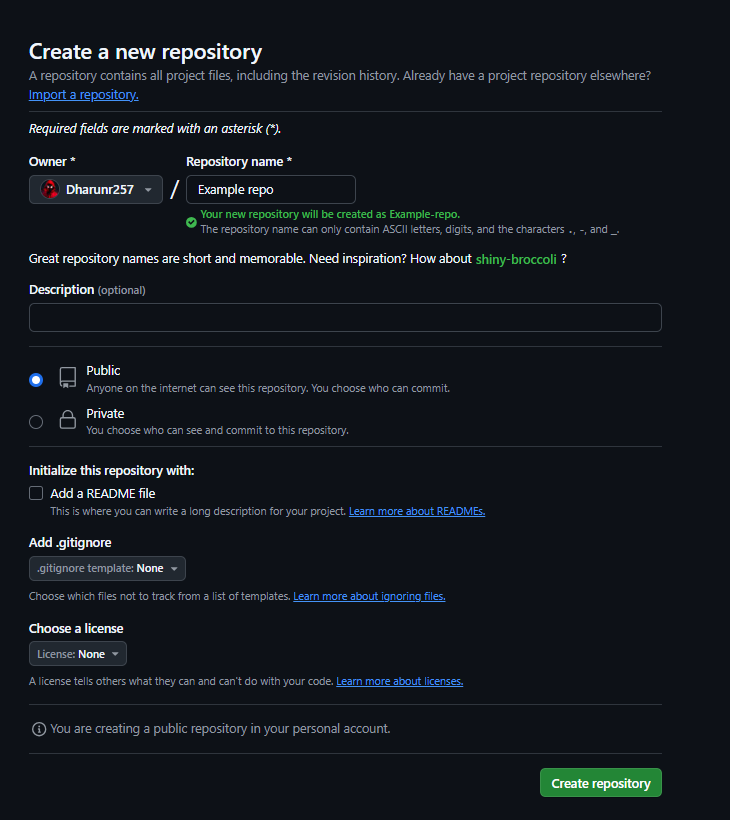 Create a new repository
A repository contains all project files, including the revision history. Already have a project repository elsewhere?
Import a repository.
Required fields are marked with an asterisk (*).
Owner * Repository name *
Dharunr257 / Example repo
Your new repository will be created as Example-repo.
The repository name can only contain ASCII letters, digits, and the characters ., -, and _.
Great repository names are short and memorable. Need inspiration? How about shiny-broccoli ?
Description (optional)
Public
Anyone on the internet can see this repository. You choose who can commit.
Private
You choose who can see and commit to this repository.
Initialize this repository with:
Add a README file
This is where you can write a long description for your project. Learn more about READMEs.
Add .gitignore
.gitignore template: None
Choose which files not to track from a list of templates. Learn more about ignoring files.
Choose a license
License: None
A license tells others what they can and can't do with your code. Learn more about licenses.
You are creating a public repository in your personal account.
Create repository